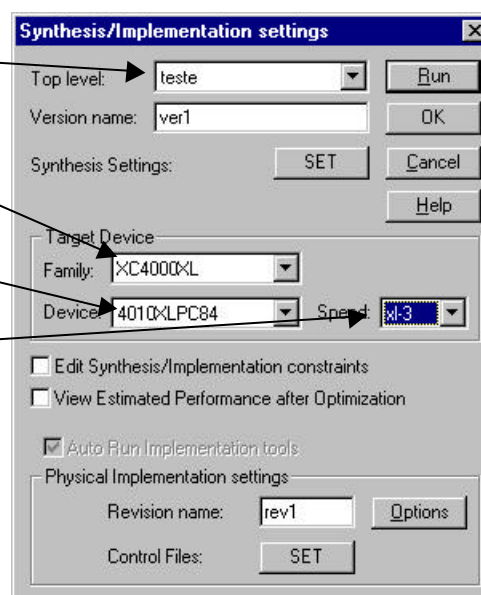 Synthesis/Implementation settings
Top level: teste Run
Version name: ver1 OK
Synthesis Settings: SET Cancel
Help
Target Device
Family: XC4000XL
Device: 4010XLPC84 Speed: xl-3
Edit Synthesis/Implementation constraints
View Estimated Performance after Optimization
Auto Run Implementation tools
Physical Implementation settings
Revision name: rev1 Options
Control Files: SET